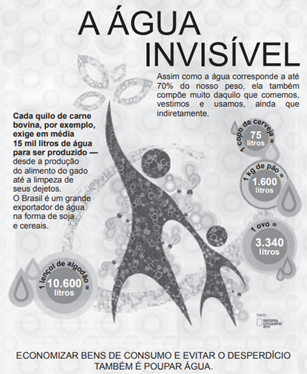 A ÁGUA
INVISÍVEL
Assim como a água corresponde a até
70% do nosso peso, ela também
compõe muito daquilo que comemos,
vestimos e usamos, ainda que
indiretamente.
Cada quilo de carne
bovina, por exemplo,
exige em média
15 mil litros de água
para ser produzido —
desde a produção
do alimento do gado
até a limpeza de
seus dejetos.
O Brasil é um grande
exportador de água
na forma de soja
e cereais.
1 copo de cerveja =
75
litros
1 kg de pão =
1.600
litros
1 ovo =
3.340
litros
1 lençol de algodão =
10.600
litros
NATIONAL
GEOGRAPHIC
ECONOMIZAR BENS DE CONSUMO E EVITAR O DESPERDÍCIO
TAMBÉM É POUPAR ÁGUA.